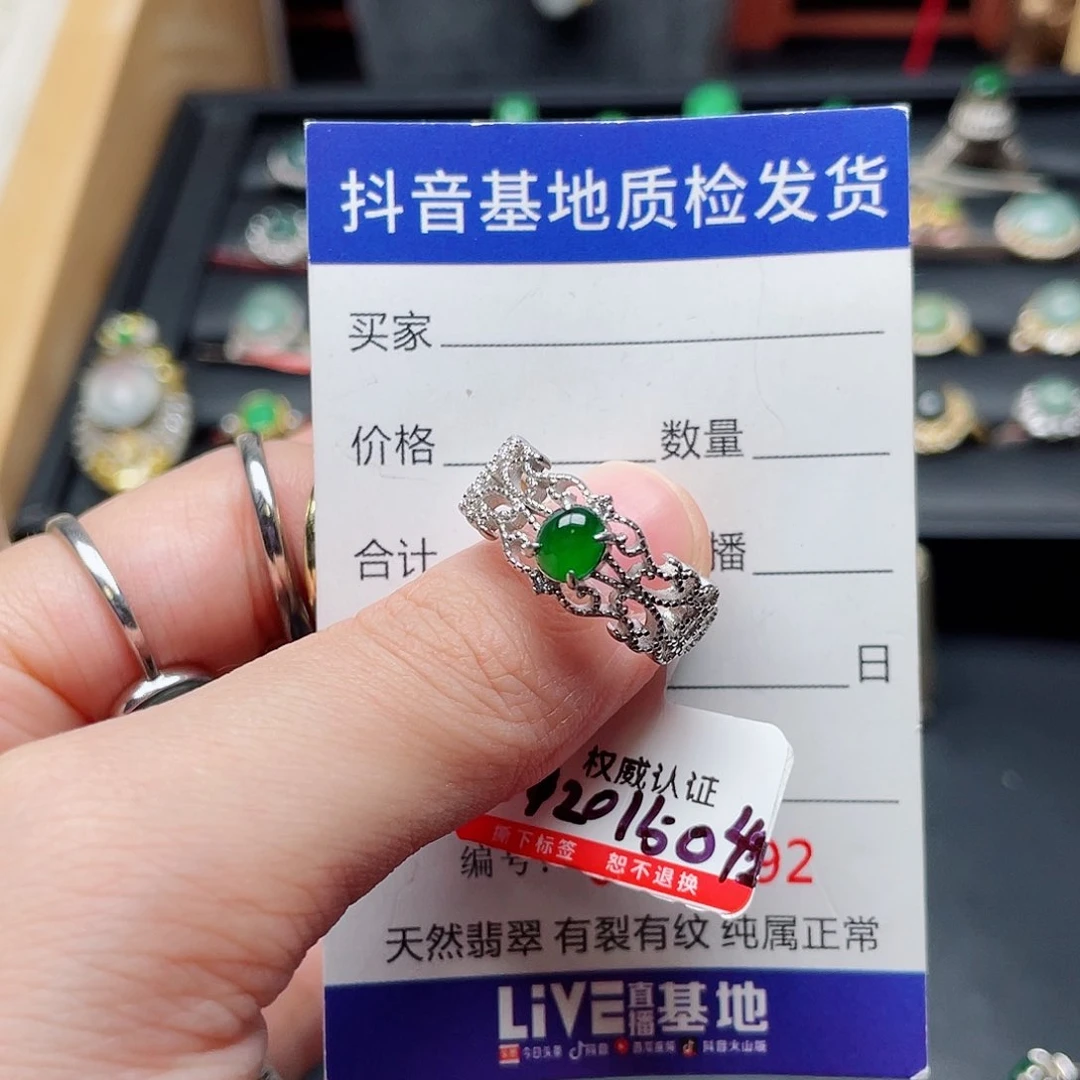 抖音基地质检发货
买家
价格 数量
合计 播
日
权威认证
4201504
撕下标签 恕不退换
编号: 92
天然翡翠 有裂有纹 纯属正常
LiVE直播基地
今日头条 抖音 西瓜视频 抖音火山版